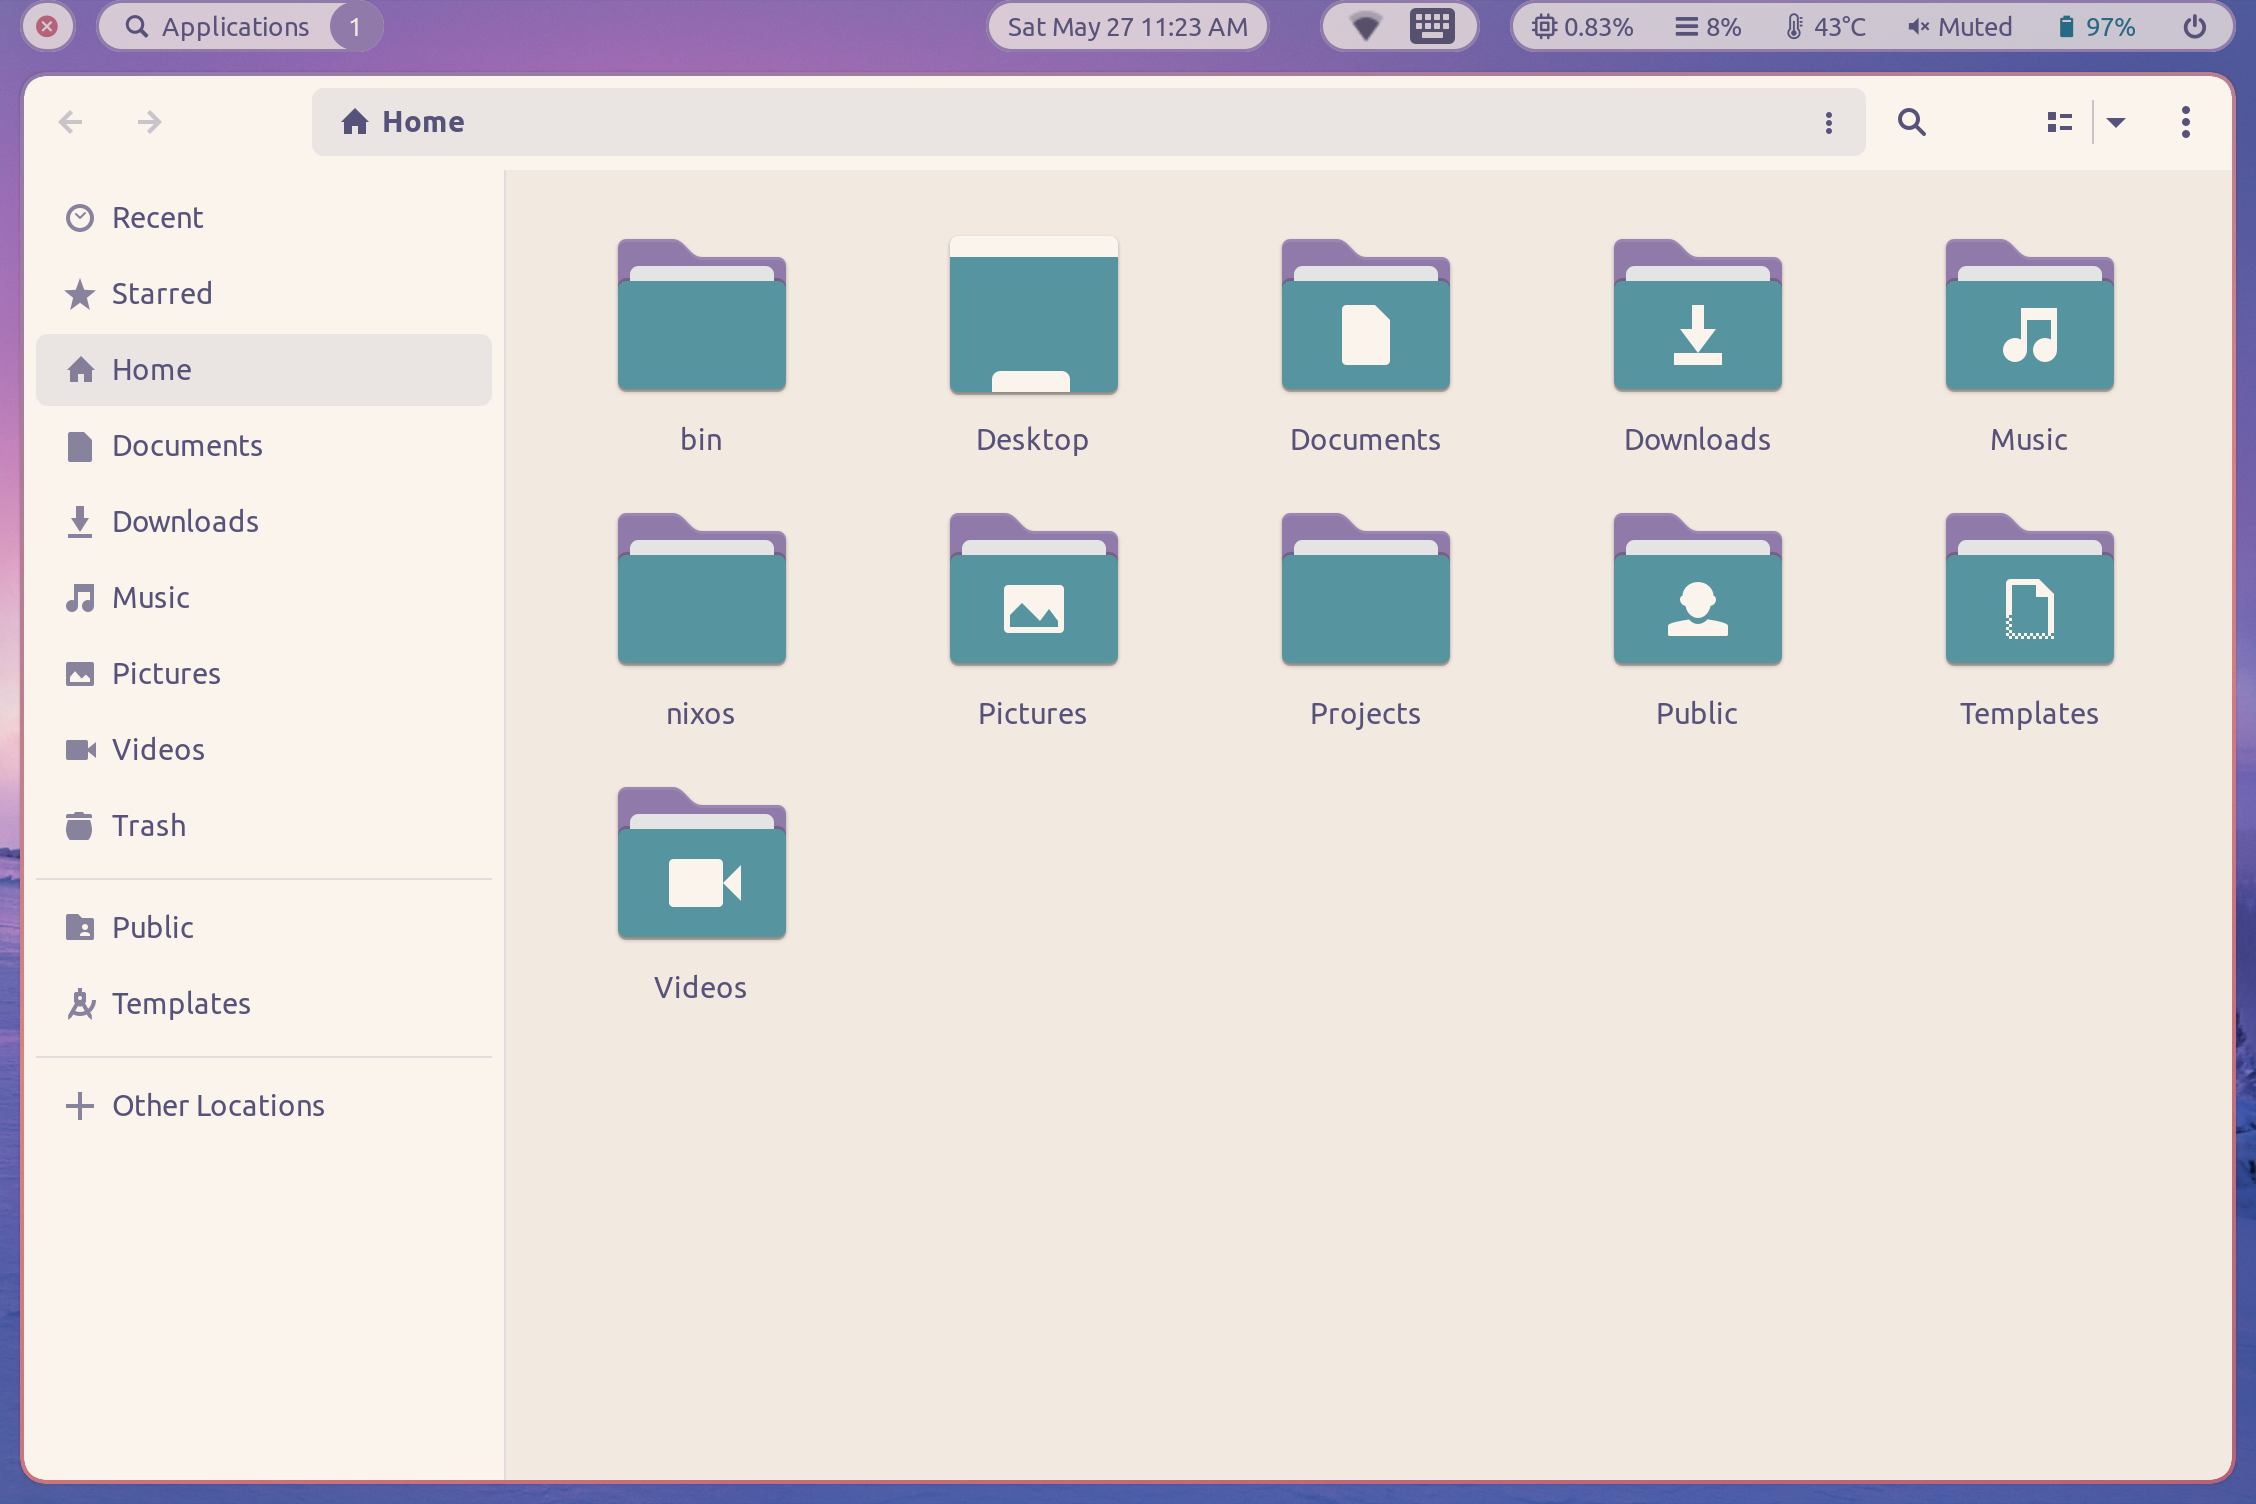 Applications 1 Sat May 27 11:23 AM 0.83% 8% 43°C Muted 97%
Home
Recent
Starred
Home
Documents
Downloads
Music
Pictures
Videos
Trash
Public
Templates
Other Locations
bin Desktop Documents Downloads Music
nixos Pictures Projects Public Templates
Videos